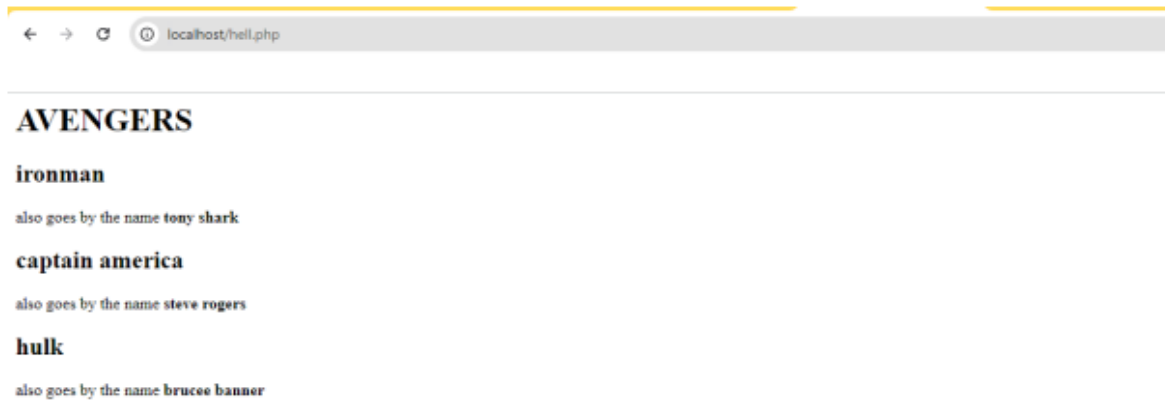 localhost/hell.php
AVENGERS
ironman
also goes by the name tony shark
captain america
also goes by the name steve rogers
hulk
also goes by the name brucee banner